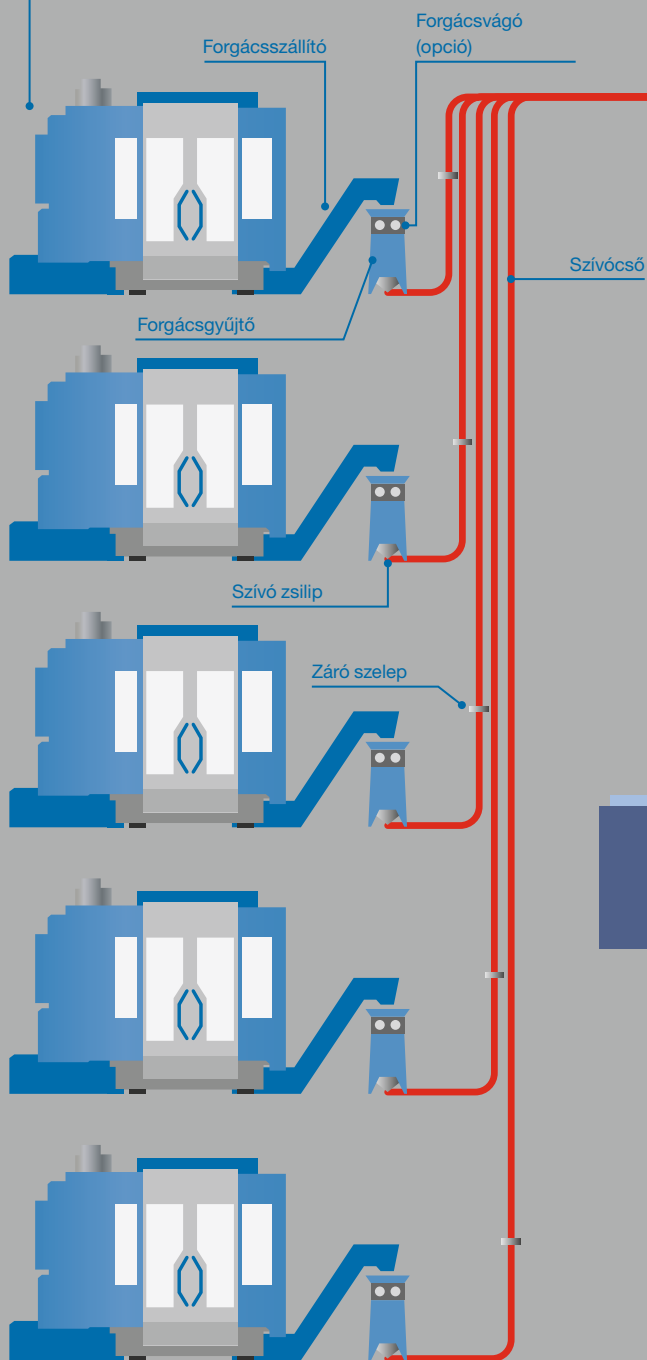 Forgácsvágó
(opció)
Forgácsszállító
Szívócső
Forgácsgyűjtő
Szívó zsilip
Záró szelep